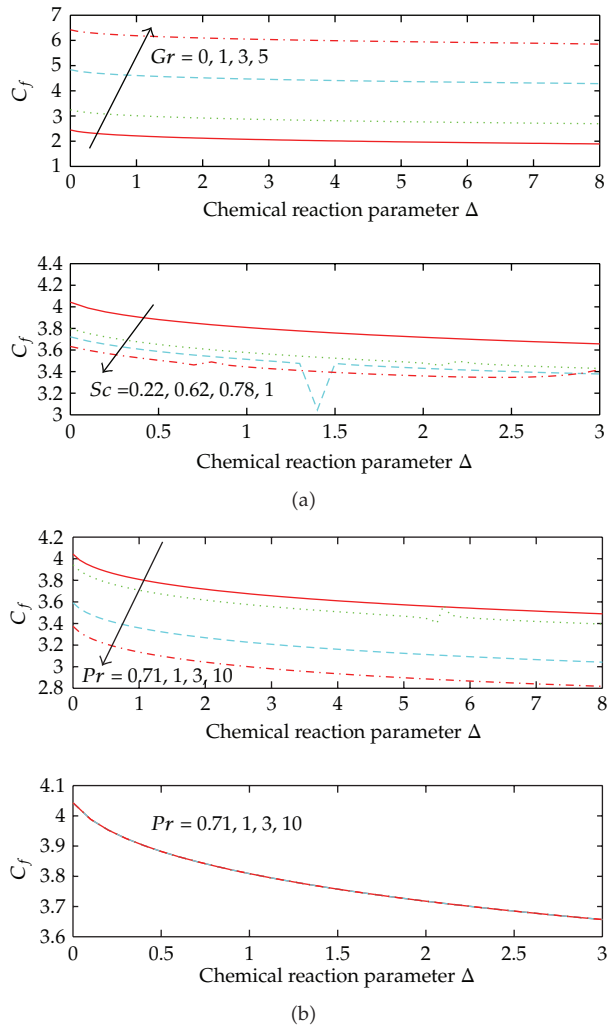 7
6
5
4
3
2
1
C_f
Gr = 0, 1, 3, 5
0 1 2 3 4 5 6 7 8
Chemical reaction parameter Δ
4.4
4.2
4
3.8
3.6
3.4
3.2
3
C_f
Sc =0.22, 0.62, 0.78, 1
0 0.5 1 1.5 2 2.5 3
Chemical reaction parameter Δ
(a)
4.2
4
3.8
3.6
3.4
3.2
3
2.8
C_f
Pr = 0.71, 1, 3, 10
0 1 2 3 4 5 6 7 8
Chemical reaction parameter Δ
4.1
4
3.9
3.8
3.7
3.6
C_f
Pr = 0.71, 1, 3, 10
0 0.5 1 1.5 2 2.5 3
Chemical reaction parameter Δ
(b)